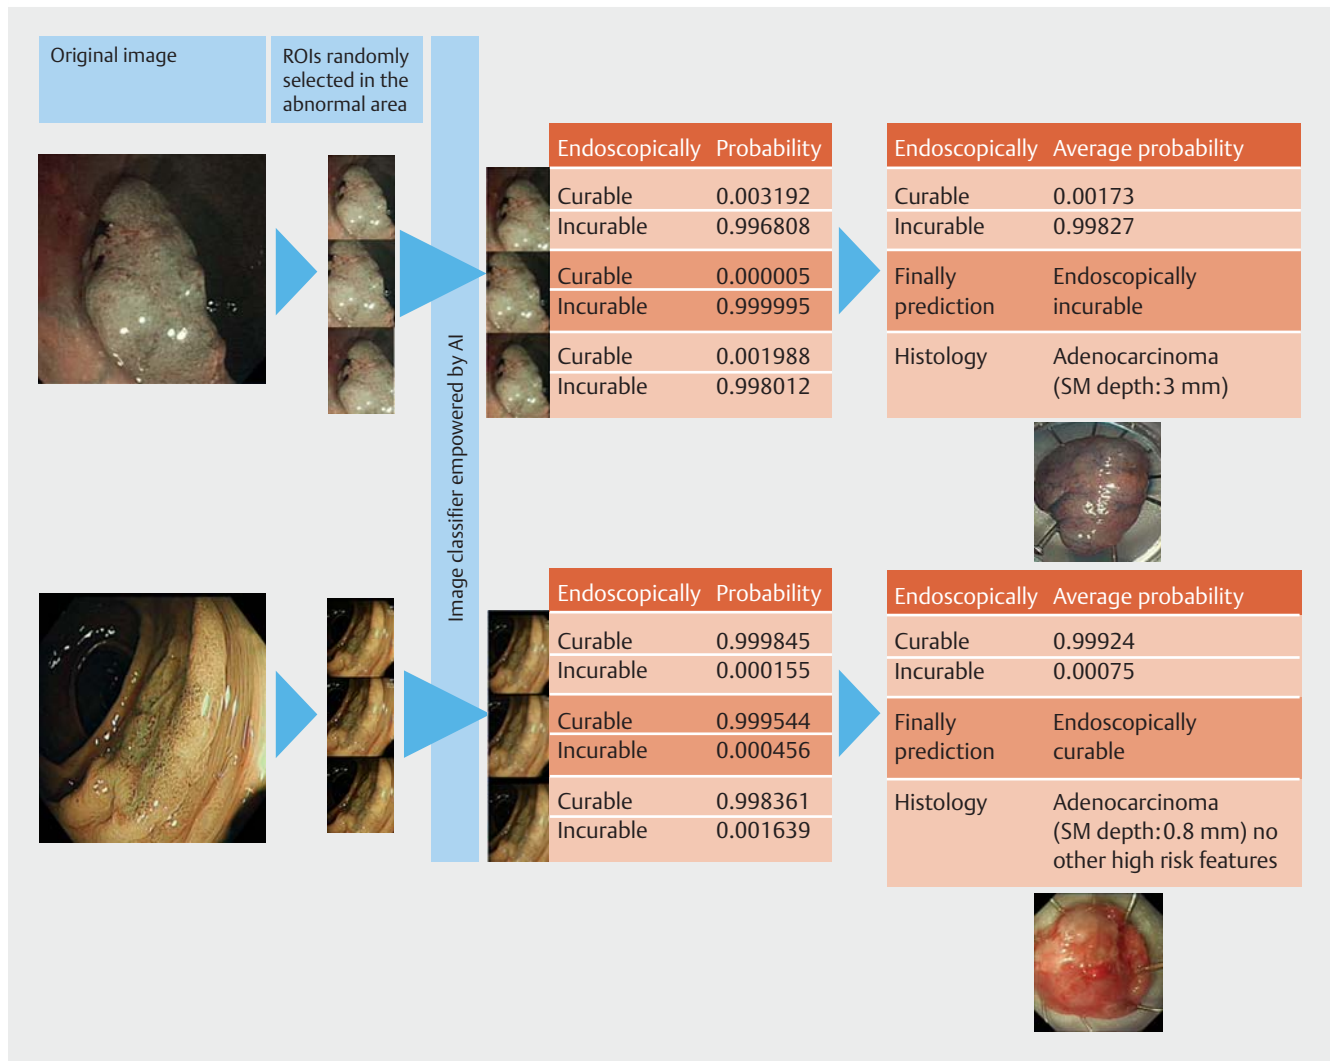 Original image
ROIs randomly
selected in the
abnormal area
Image classifier empowered by AI
Endoscopically Probability
Curable 0.003192
Incurable 0.996808
Curable 0.000005
Incurable 0.999995
Curable 0.001988
Incurable 0.998012
Endoscopically Average probability
Curable 0.00173
Incurable 0.99827
Finally Endoscopically
prediction incurable
Histology Adenocarcinoma
(SM depth: 3 mm)
Endoscopically Probability
Curable 0.999845
Incurable 0.000155
Curable 0.999544
Incurable 0.000456
Curable 0.998361
Incurable 0.001639
Endoscopically Average probability
Curable 0.99924
Incurable 0.00075
Finally Endoscopically
prediction curable
Histology Adenocarcinoma
(SM depth: 0.8 mm) no
other high risk features